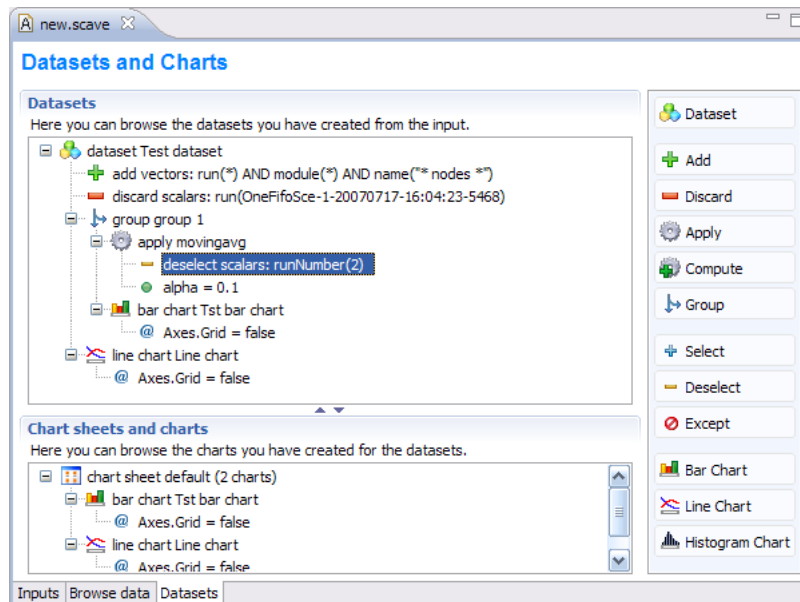 new.scave
Datasets and Charts
Datasets
Here you can browse the datasets you have created from the input.
dataset Test dataset
add vectors: run(*) AND module(*) AND name("* nodes *")
discard scalars: run(OneFifoSce-1-20070717-16:04:23-5468)
group group 1
apply movingavg
deselect scalars: runNumber(2)
alpha = 0.1
bar chart Tst bar chart
@ Axes.Grid = false
line chart Line chart
@ Axes.Grid = false
Chart sheets and charts
Here you can browse the charts you have created for the datasets.
chart sheet default (2 charts)
bar chart Tst bar chart
@ Axes.Grid = false
line chart Line chart
@ Axes.Grid = false
Dataset
Add
Discard
Apply
Compute
Group
Select
Deselect
Except
Bar Chart
Line Chart
Histogram Chart
Inputs Browse data Datasets